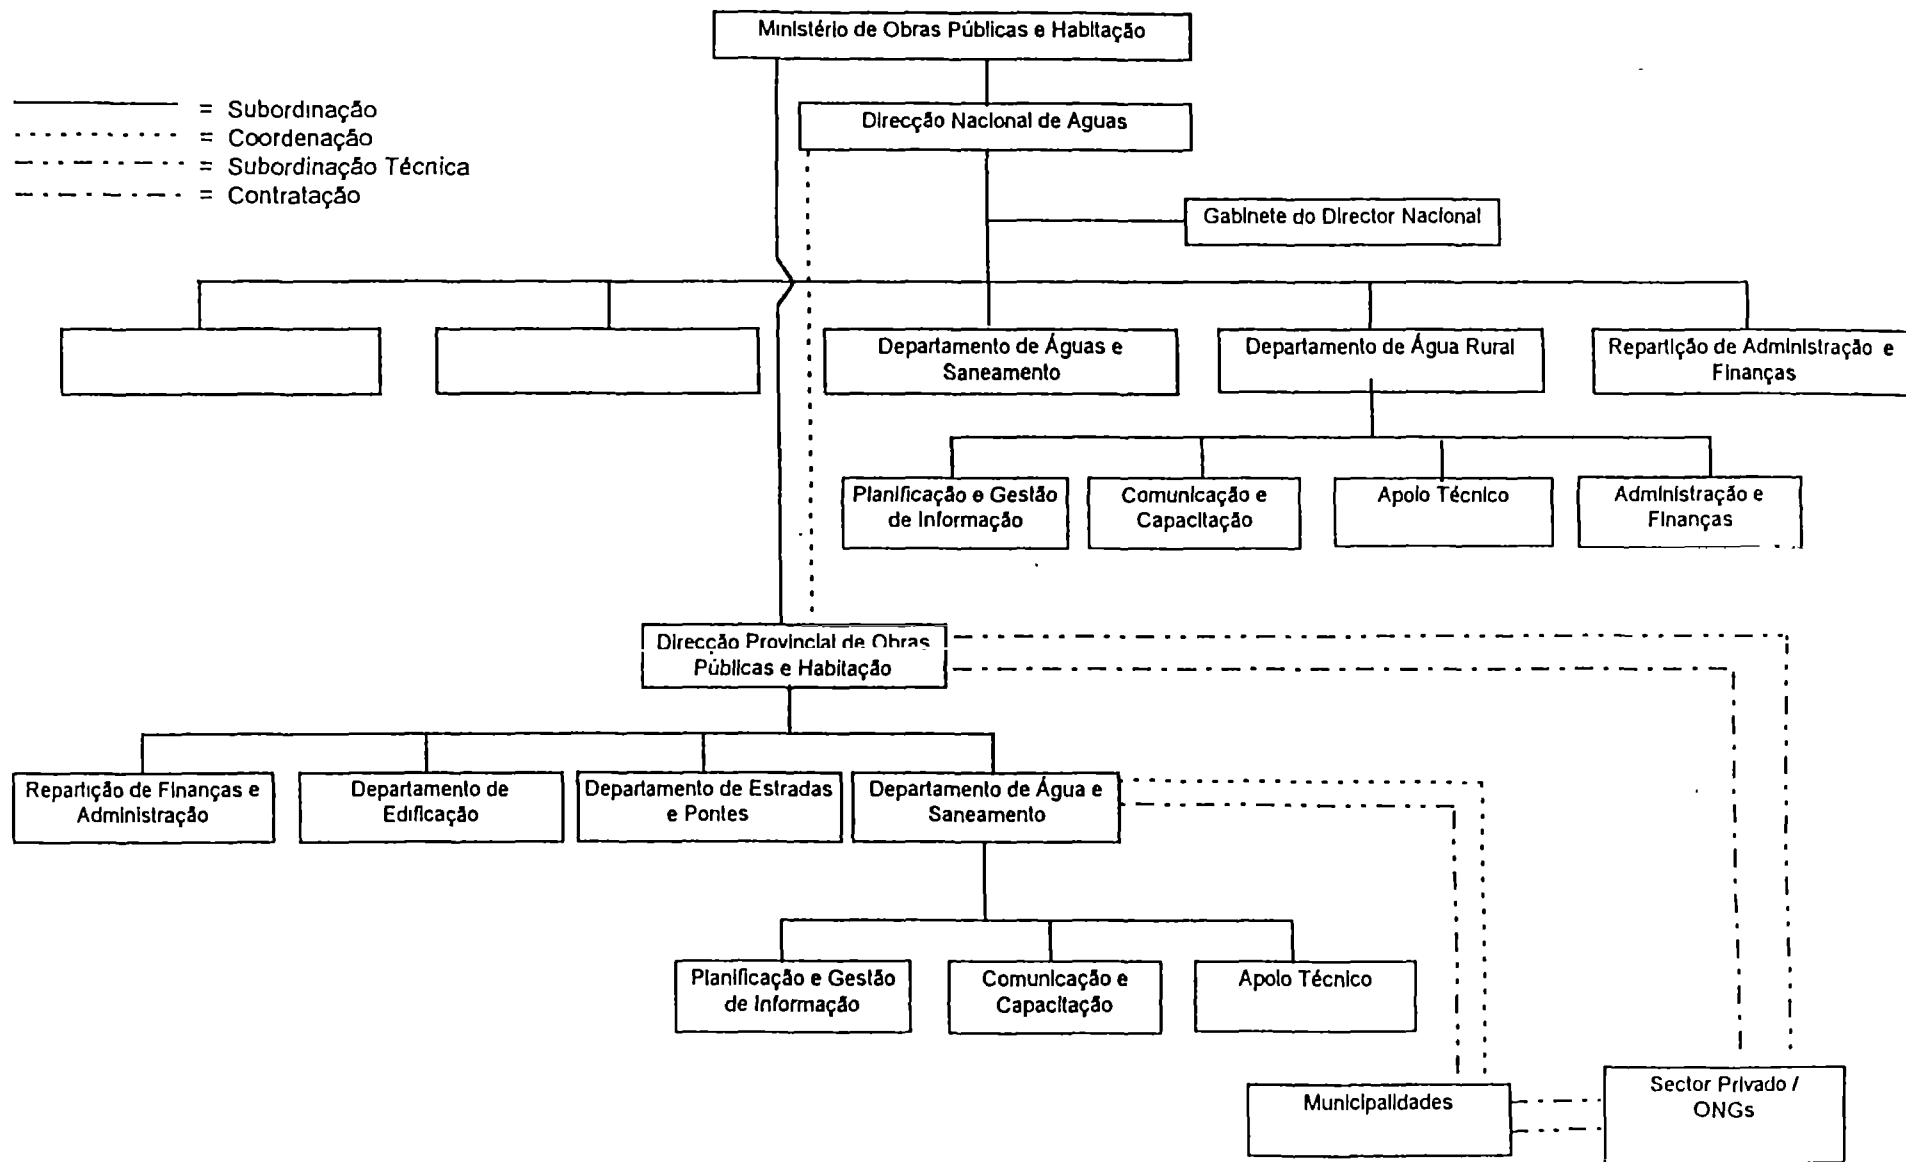 Ministério de Obras Públicas e Habitação
= Subordinação
= Coordenação
= Subordinação Técnica
= Contratação
Direcção Nacional de Aguas
Gabinete do Director Nacional
Departamento de Águas e
Saneamento
Departamento de Água Rural
Repartição de Administração e
Finanças
Planificação e Gestão
de Informação
Comunicação e
Capacitação
Apoio Técnico
Administração e
Finanças
Direcção Provincial de Obras
Públicas e Habitação
Repartição de Finanças e
Administração
Departamento de
Edificação
Departamento de Estradas
e Pontes
Departamento de Água e
Saneamento
Planificação e Gestão
de Informação
Comunicação e
Capacitação
Apoio Técnico
Municipalidades
Sector Privado /
ONGs